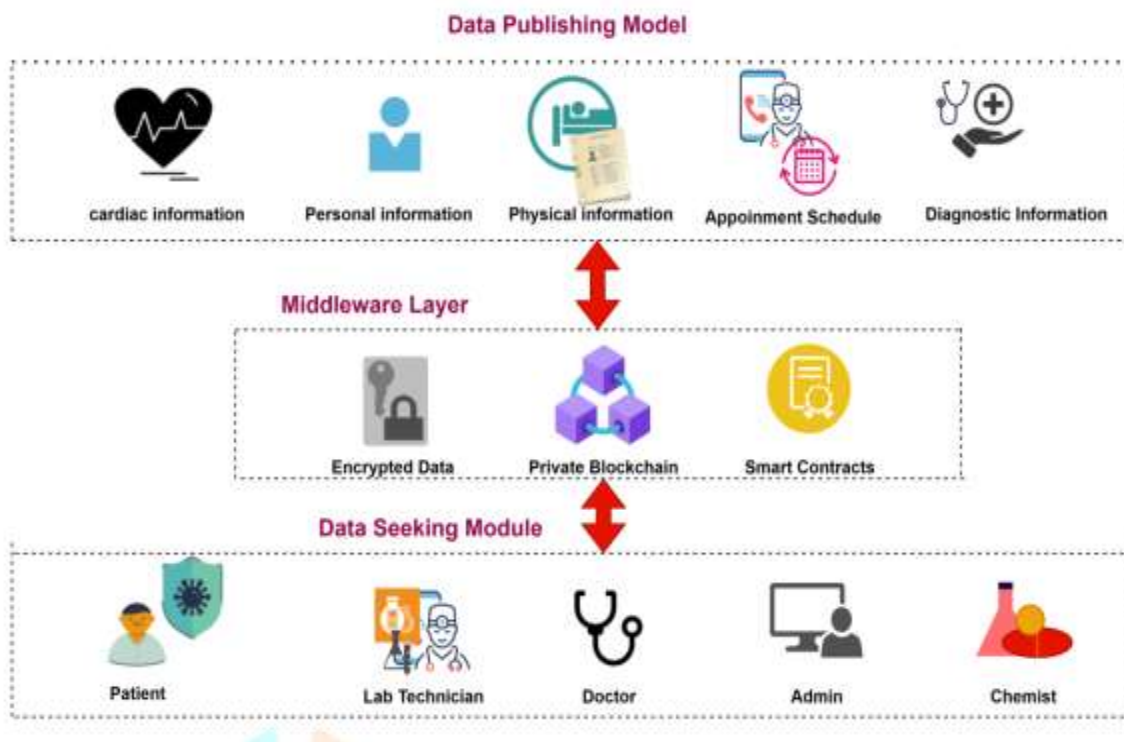 Data Publishing Model
cardiac information
Personal information
Physical information
Appoinment Schedule
Diagnostic Information
Middleware Layer
Encrypted Data
Private Blockchain
Smart Contracts
Data Seeking Module
Patient
Lab Technician
Doctor
Admin
Chemist